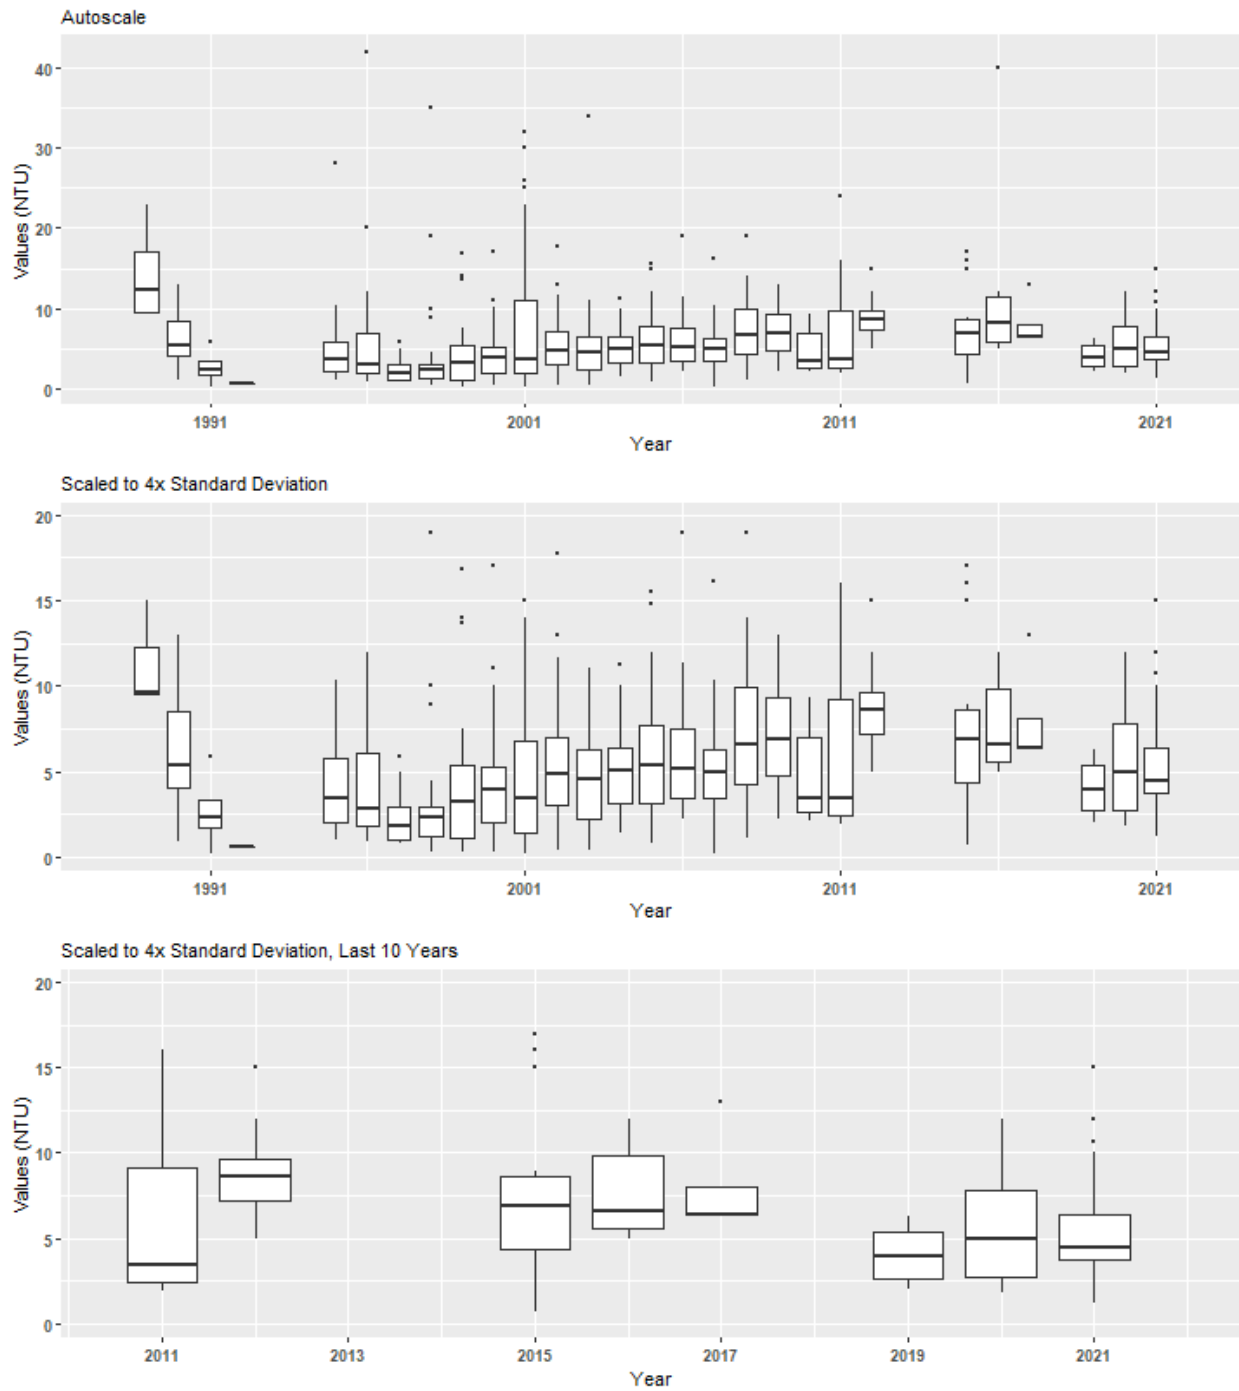 Autoscale
40
30
20
10
0
Values (NTU)
1991 2001 2011 2021
Year
Scaled to 4x Standard Deviation
20
15
10
5
0
Values (NTU)
1991 2001 2011 2021
Year
Scaled to 4x Standard Deviation, Last 10 Years
20
15
10
5
0
Values (NTU)
2011 2013 2015 2017 2019 2021
Year